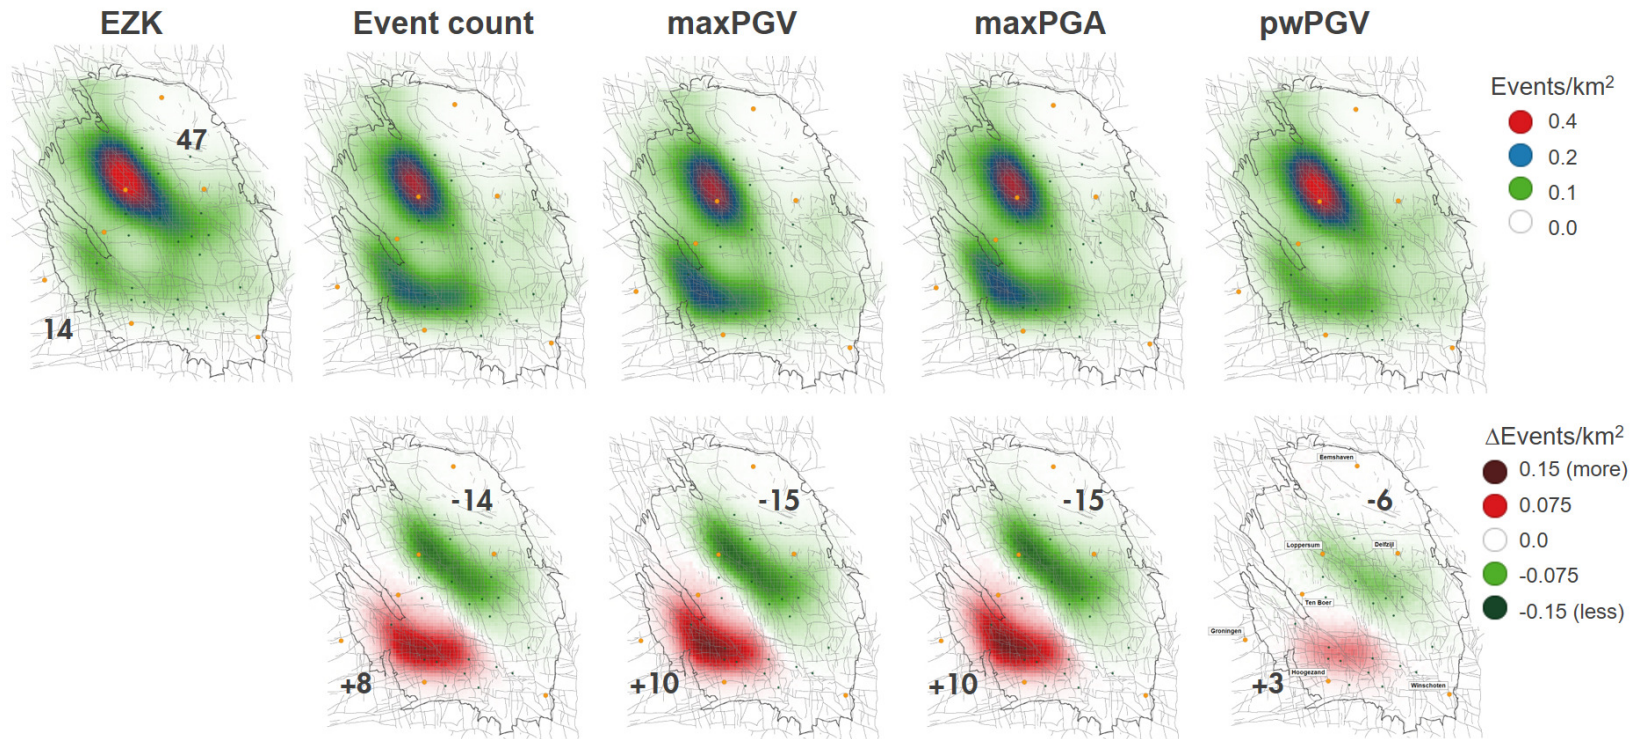 EZK
Event count
maxPGV
maxPGA
pwPGV
Events/km²
0.4
0.2
0.1
0.0
47
14
ΔEvents/km²
0.15 (more)
0.075
0.0
-0.075
-0.15 (less)
-14
-15
-15
-6
+8
+10
+10
+3
Eemshaven
Loppersum
Delfzijl
Ten Boer
Groningen
Hoogezand
Winschoten